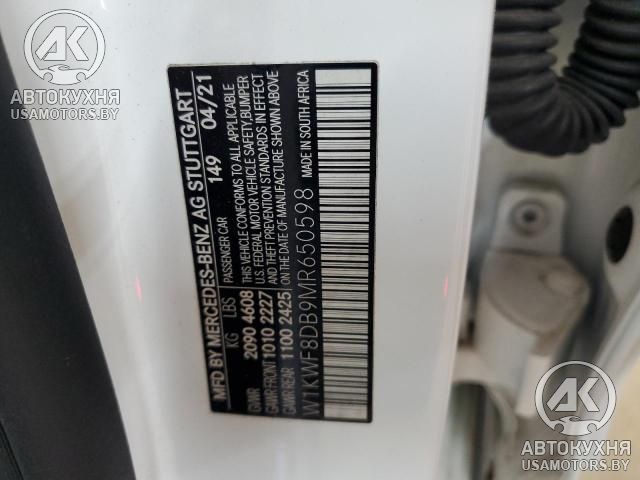 MFD BY MERCEDES-BENZ AG STUTTGART
PASSENGER CAR 149 04/21
KG LBS
GVWR 2090 4608
GAWR-FRONT 1010 2227
GAWR-REAR 1100 2425
THIS VEHICLE CONFORMS TO ALL APPLICABLE
U.S. FEDERAL MOTOR VEHICLE SAFETY,BUMPER
AND THEFT PREVENTION STANDARDS IN EFFECT
ON THE DATE OF MANUFACTURE SHOWN ABOVE
W1KWF8DB9MR650598 MADE IN SOUTH AFRICA
AK
АВТОКУХНЯ
USAMOTORS.BY
AK
АВТОКУХНЯ
USAMOTORS.BY